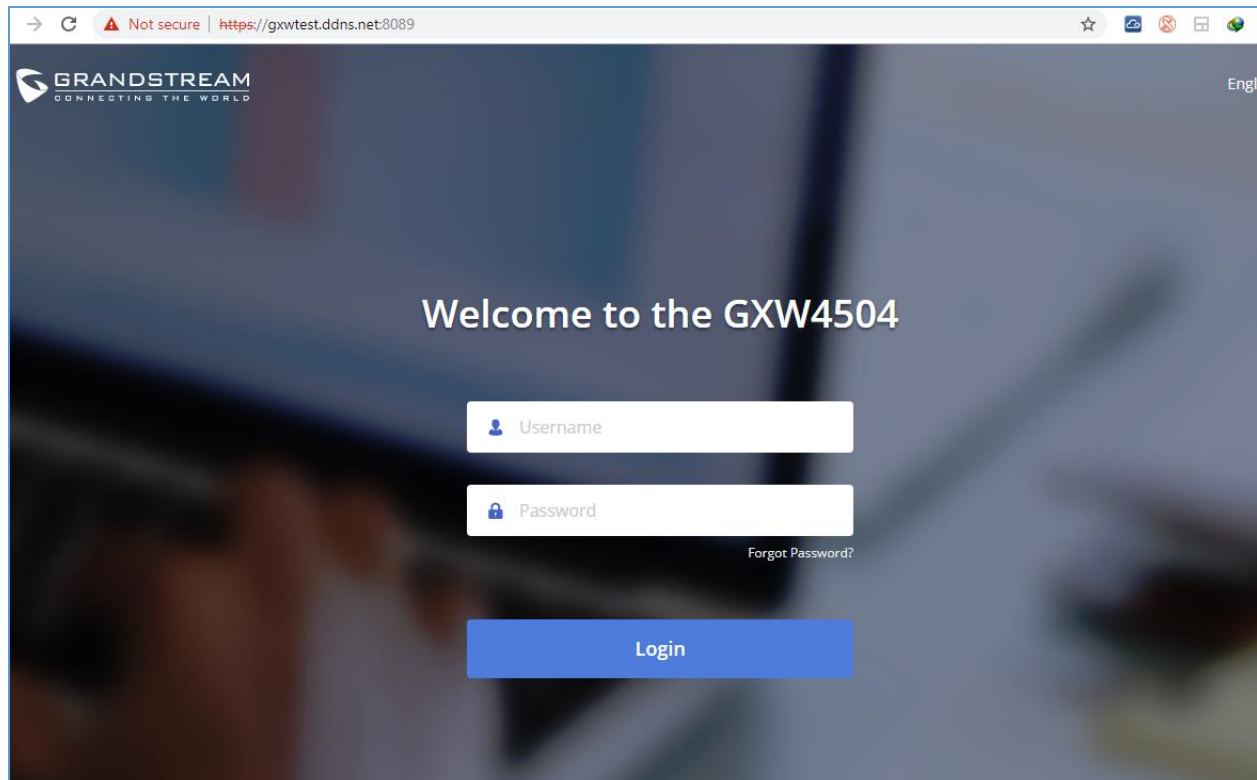 Not secure | https://gxwtest.ddns.net:8089
GRANDSTREAM
CONNECTING THE WORLD
Engl
Welcome to the GXW4504
Username
Password
Forgot Password?
Login